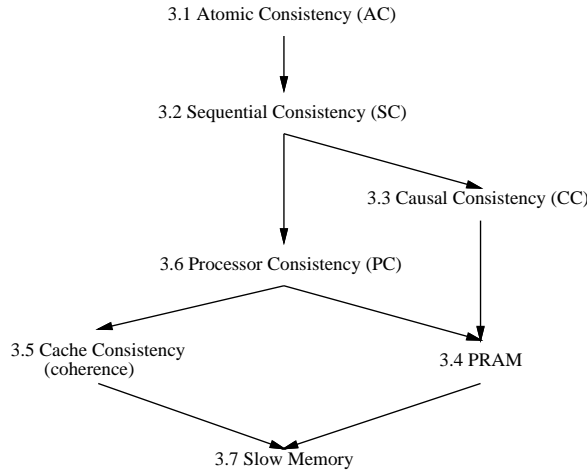 3.1 Atomic Consistency (AC)
3.2 Sequential Consistency (SC)
3.3 Causal Consistency (CC)
3.6 Processor Consistency (PC)
3.5 Cache Consistency
(coherence)
3.4 PRAM
3.7 Slow Memory